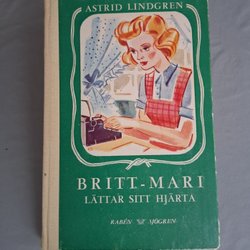 ASTRID LINDGREN
BRITT-MARI
LÄTTAR SITT HJÄRTA
RABÉN SJÖGREN